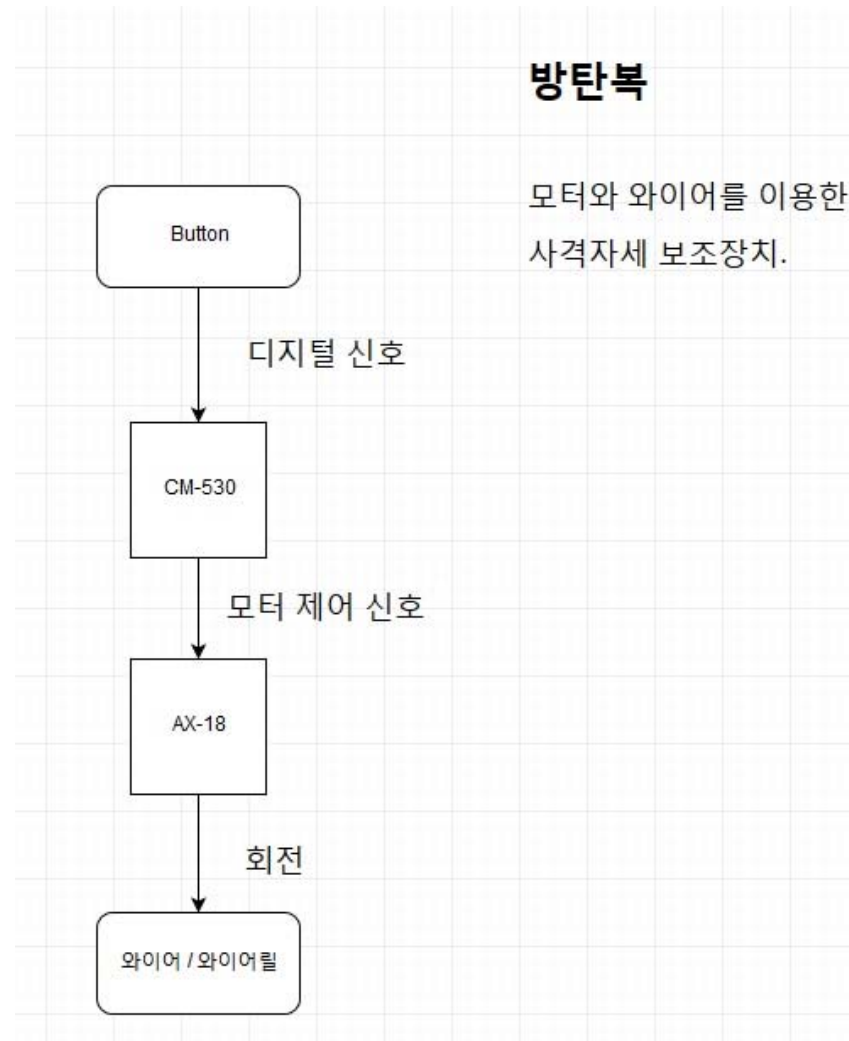 방탄복
모터와 와이어를 이용한
사격자세 보조장치.
Button
디지털 신호
CM-530
모터 제어 신호
AX-18
회전
와이어 / 와이어릴